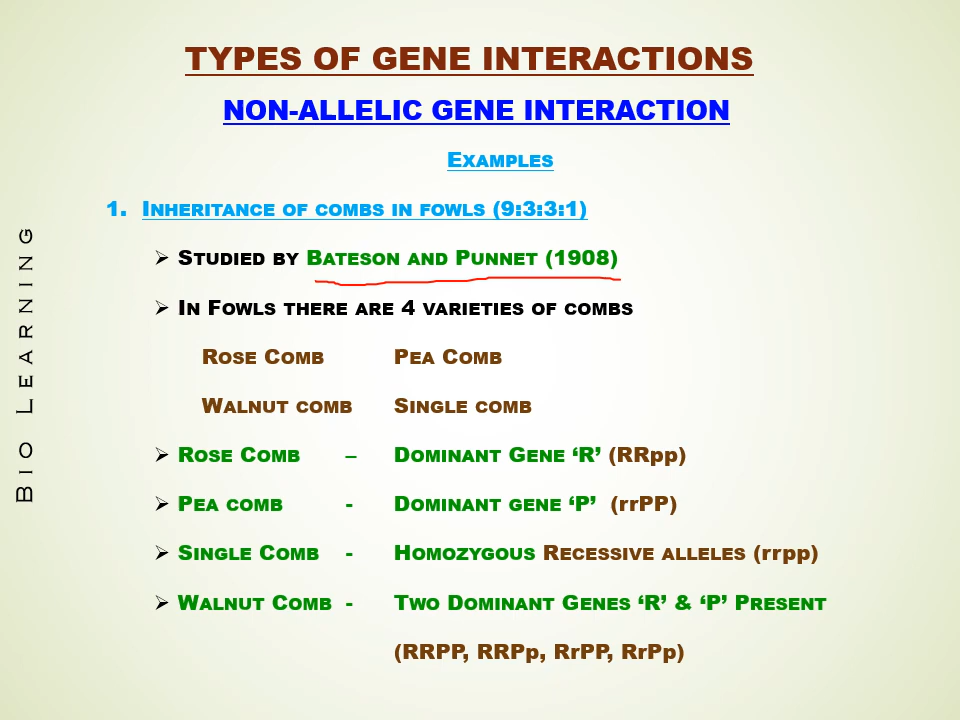 TYPES OF GENE INTERACTIONS
NON-ALLELIC GENE INTERACTION
EXAMPLES
1. INHERITANCE OF COMBS IN FOWLS (9:3:3:1)
➢ STUDIED BY BATESON AND PUNNET (1908)
➢ IN FOWLS THERE ARE 4 VARIETIES OF COMBS
ROSE COMB PEA COMB
WALNUT COMB SINGLE COMB
➢ ROSE COMB – DOMINANT GENE ‘R’ (RRpp)
➢ PEA COMB - DOMINANT GENE ‘P’ (rrPP)
➢ SINGLE COMB - HOMOZYGOUS RECESSIVE ALLELES (rrpp)
➢ WALNUT COMB - TWO DOMINANT GENES ‘R’ & ‘P’ PRESENT
(RRPP, RRPp, RrPP, RrPp)
BIO LEARNING